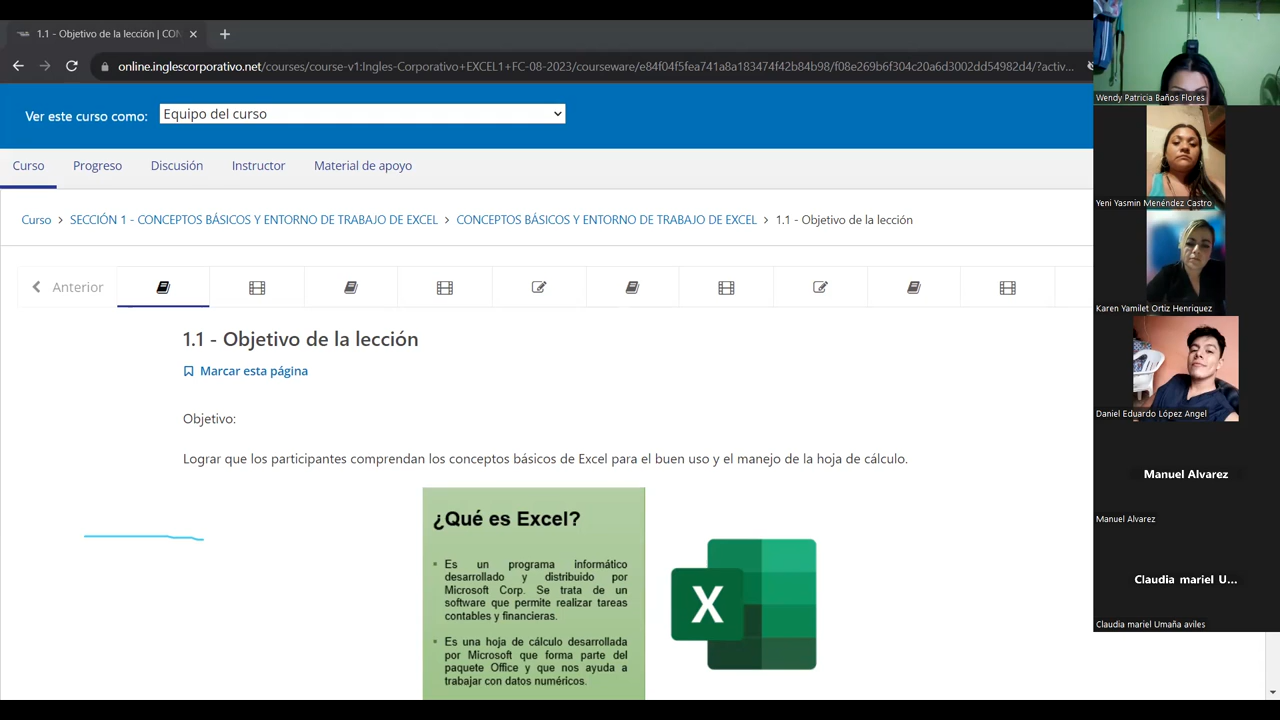 1.1 - Objetivo de la lección | CON
online.inglescorporativo.net/courses/course-v1:Ingles-Corporativo+EXCEL1+FC-08-2023/courseware/e84f04f5fea741a8a183474f42b84b98/f08e269b6f304c20a6d3002dd54982d4/?activ...
Ver este curso como:
Equipo del curso
Curso Progreso Discusión Instructor Material de apoyo
Curso > SECCIÓN 1 - CONCEPTOS BÁSICOS Y ENTORNO DE TRABAJO DE EXCEL > CONCEPTOS BÁSICOS Y ENTORNO DE TRABAJO DE EXCEL > 1.1 - Objetivo de la lección
Anterior
1.1 - Objetivo de la lección
Marcar esta página
Objetivo:
Lograr que los participantes comprendan los conceptos básicos de Excel para el buen uso y el manejo de la hoja de cálculo.
¿Qué es Excel?
Es un programa informático
desarrollado y distribuido por
Microsoft Corp. Se trata de un
software que permite realizar tareas
contables y financieras.
Es una hoja de cálculo desarrollada
por Microsoft que forma parte del
paquete Office y que nos ayuda a
trabajar con datos numéricos.
X
Wendy Patricia Baños Flores
Yeni Yasmin Menéndez Castro
Karen Yamilet Ortiz Henriquez
Daniel Eduardo López Angel
Manuel Alvarez
Manuel Alvarez
Claudia mariel U...
Claudia mariel Umaña aviles